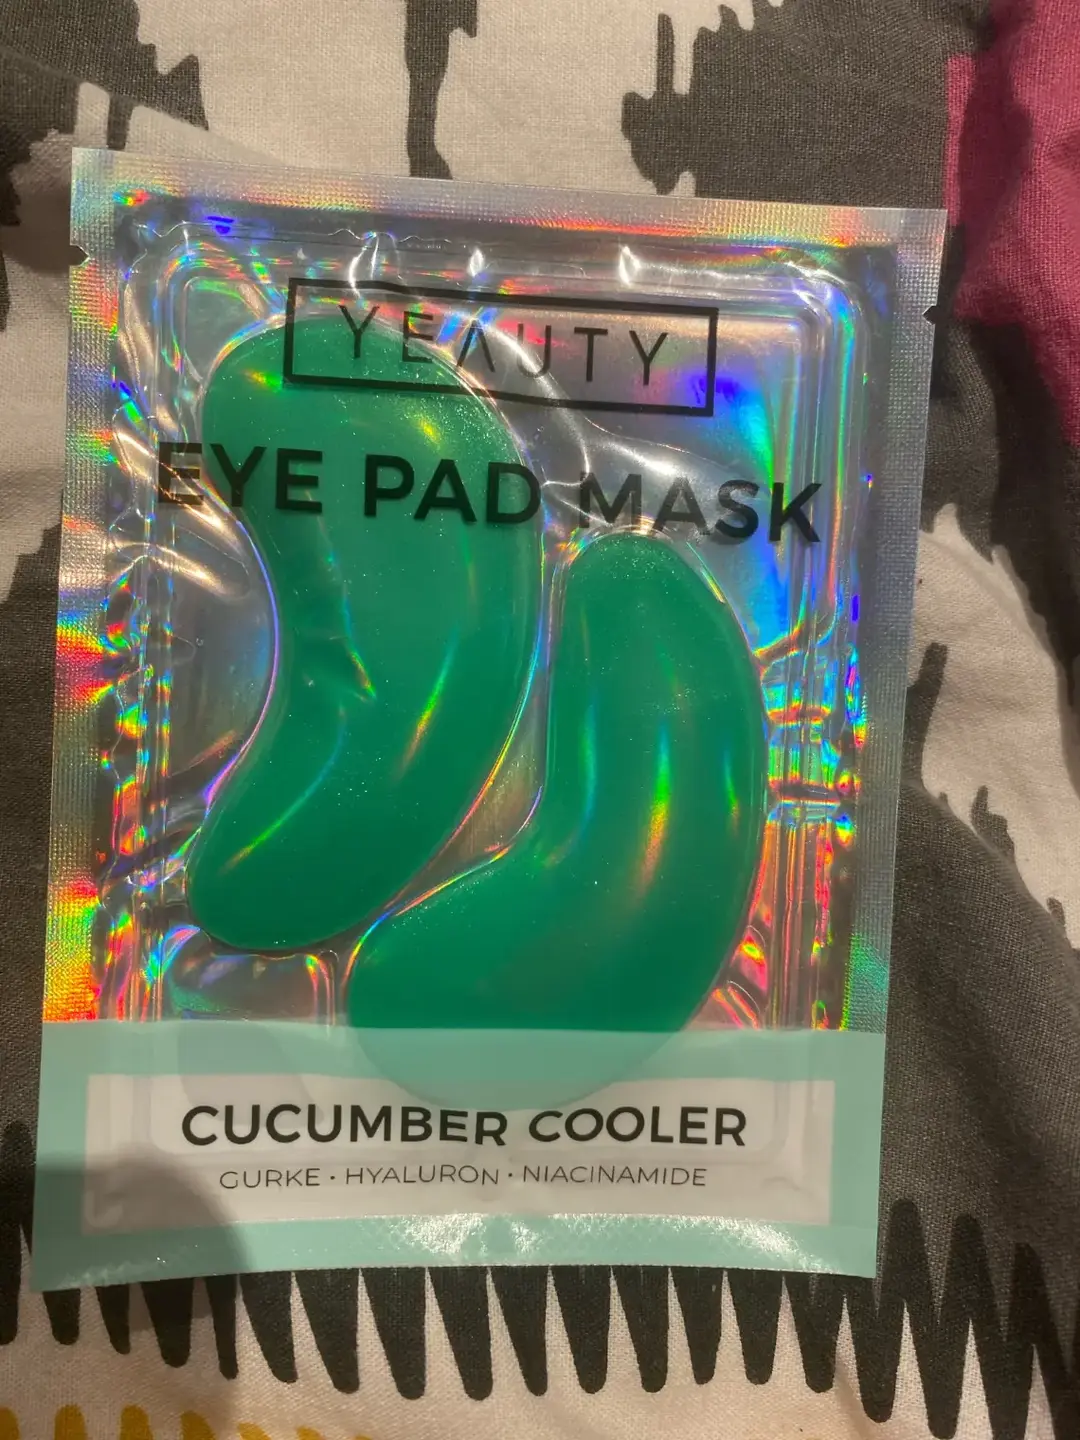 YEAUTY
EYE PAD MASK
CUCUMBER COOLER
GURKE • HYALURON • NIACINAMIDE